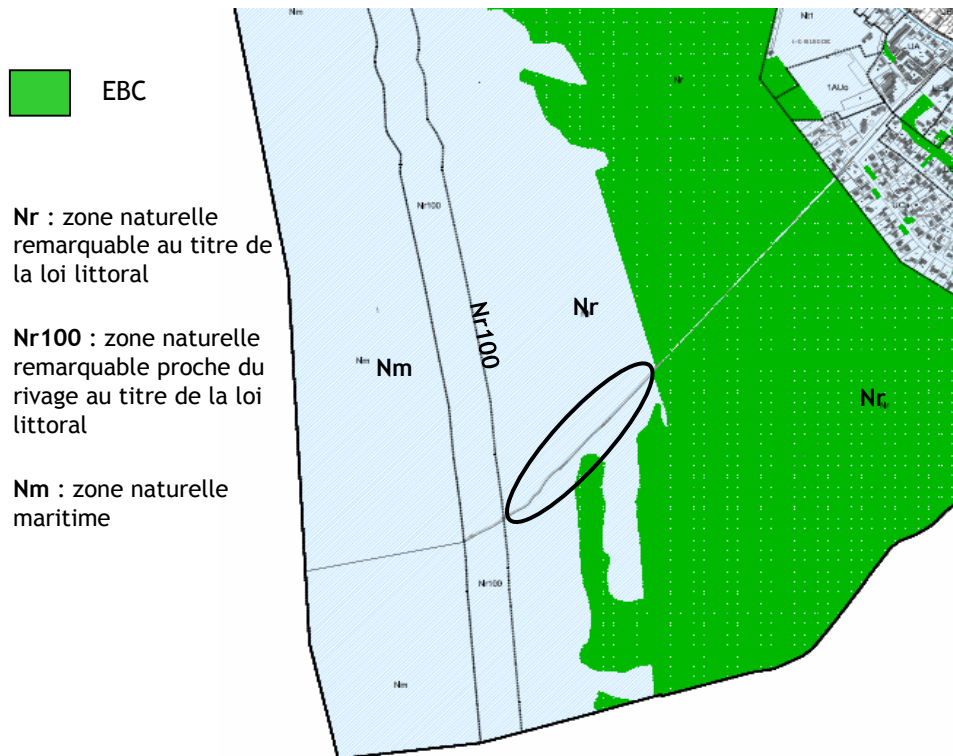 EBC
Nr : zone naturelle
remarquable au titre de
la loi littoral
Nr100 : zone naturelle
remarquable proche du
rivage au titre de la loi
littoral
Nm : zone naturelle
maritime
Nm
Nm
Nr
Nr100
Nr100
Nm
Nm
Nr
Nr
Nr100
Nm
1AUo
UA